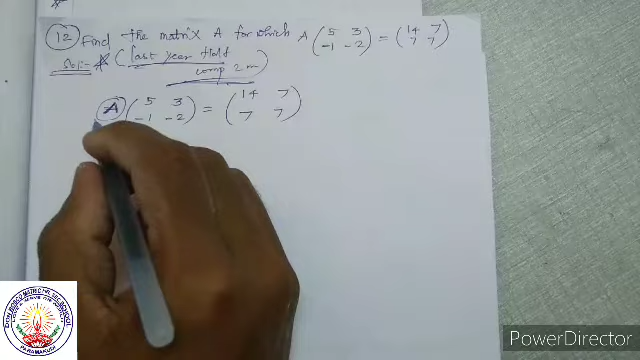 12 Find the matrix A for which A (5 3 -1 -2) = (14 7 7 7)
Soln:- (last year field
comp 2 m)
A (5 3 -1 -2) = (14 7 7 7)
PowerDirector